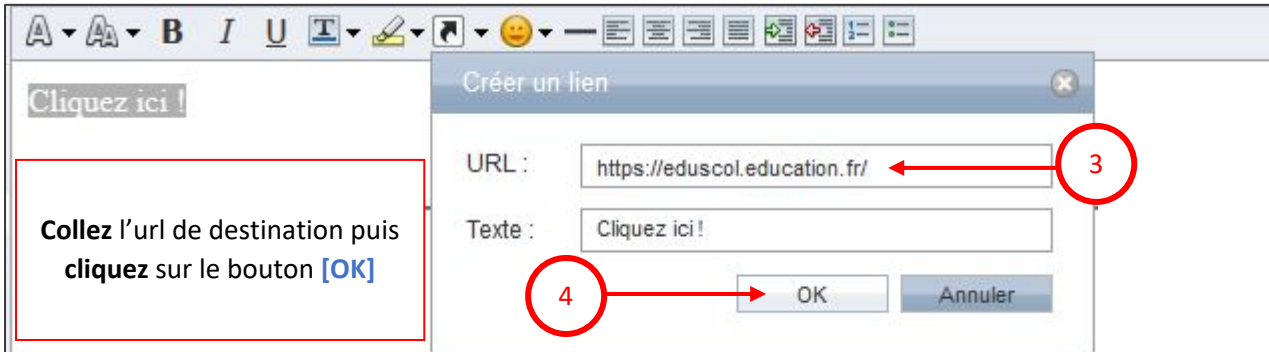 A A B I U T
Cliquez ici !
Créer un lien
URL :
https://eduscol.education.fr/
3
Collez l’url de destination puis
cliquez sur le bouton [OK]
Texte :
Cliquez ici !
4
OK
Annuler